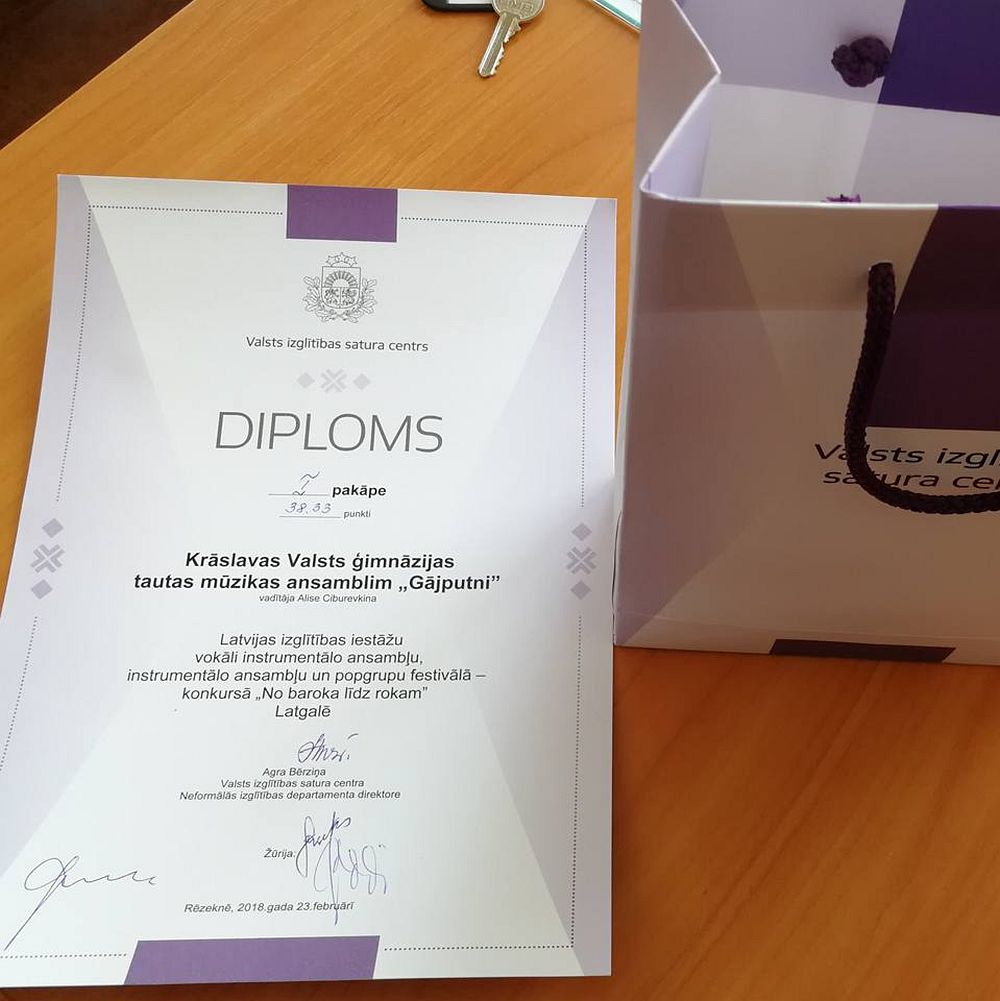 Valsts izglītības satura centrs
DIPLOMS
I pakāpe
38.33 punkti
Krāslavas Valsts ģimnāzijas
tautas mūzikas ansamblim „Gājputni”
vadītāja Alise Ciburevkina
Latvijas izglītības iestāžu
vokāli instrumentālo ansambļu,
instrumentālo ansambļu un popgrupu festivālā –
konkursā „No baroka līdz rokam”
Latgalē
Agra Bērziņa
Valsts izglītības satura centra
Neformālās izglītības departamenta direktore
Žūrija:
Rēzeknē, 2018.gada 23.februārī
Valsts izgl
satura ce